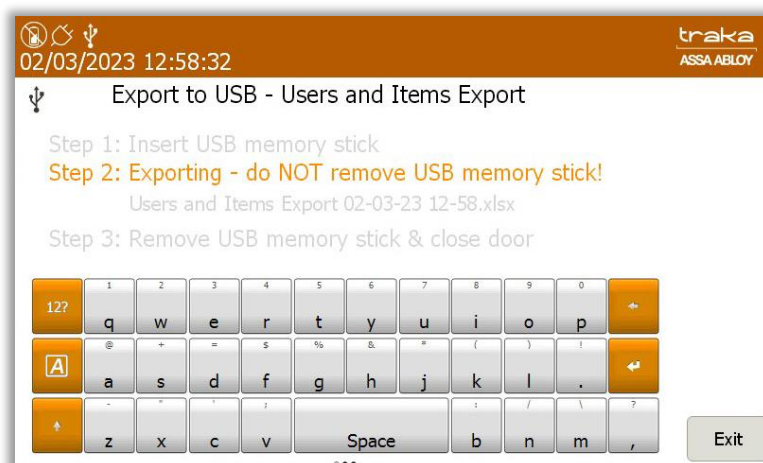 traka
02/03/2023 12:58:32
ASSA ABLOY
Export to USB - Users and Items Export
Step 1: Insert USB memory stick
Step 2: Exporting - do NOT remove USB memory stick!
Users and Items Export 02-03-23 12-58.xlsx
Step 3: Remove USB memory stick & close door
1 2 3 4 5 6 7 8 9 0
12? q w e r t y u i o p
@ + = $ % & * ( ) !
A a s d f g h j k l .
- " ' ; : / \ ?
z x c v Space b n m ,
Exit